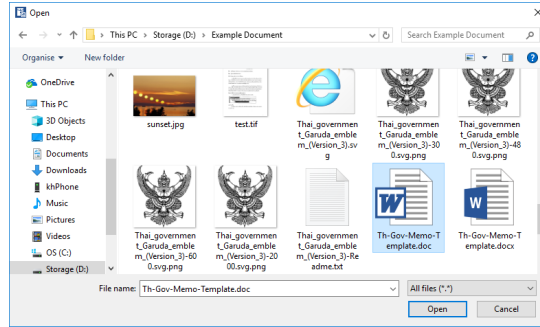 Open
This PC > Storage (D:) > Example Document
Search Example Document
Organise
New folder
OneDrive
This PC
3D Objects
Desktop
Documents
Downloads
khPhone
Music
Pictures
Videos
OS (C:)
Storage (D:)
sunset.jpg
test.tif
Thai_governmen
t_Garuda_emble
m_(Version_3).sv
g
Thai_governmen
t_Garuda_emble
m_(Version_3)-30
0.svg.png
Thai_governmen
t_Garuda_emble
m_(Version_3)-48
0.svg.png
Thai_governmen
t_Garuda_emble
m_(Version_3)-60
0.svg.png
Thai_governmen
t_Garuda_emble
m_(Version_3)-20
00.svg.png
Thai_governmen
t_Garuda_emble
m_(Version_3)-Re
adme.txt
Th-Gov-Memo-T
emplate.doc
Th-Gov-Memo-T
emplate.docx
File name: Th-Gov-Memo-Template.doc
All files (*.*)
Open
Cancel